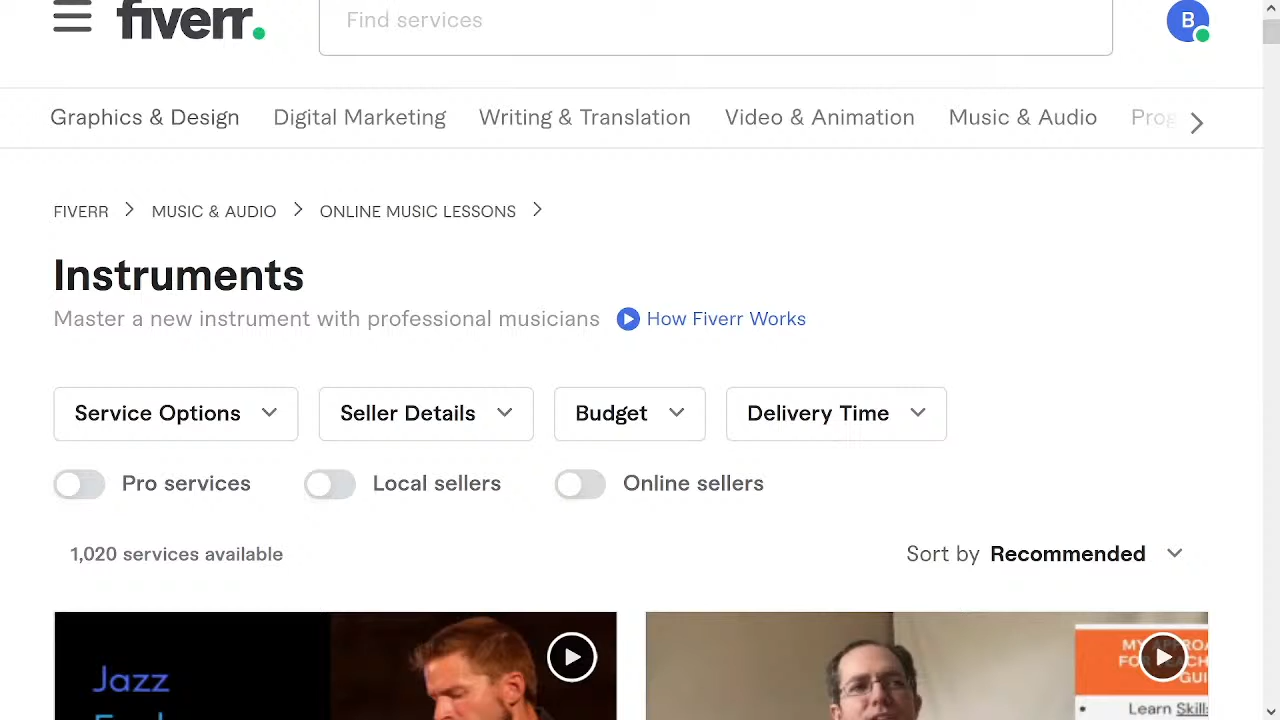 fiverr.
Find services
B
Graphics & Design Digital Marketing Writing & Translation Video & Animation Music & Audio
FIVERR MUSIC & AUDIO ONLINE MUSIC LESSONS
Instruments
Master a new instrument with professional musicians How Fiverr Works
Service Options Seller Details Budget Delivery Time
Pro services Local sellers Online sellers
1,020 services available Sort by Recommended
Jazz
MY
Learn